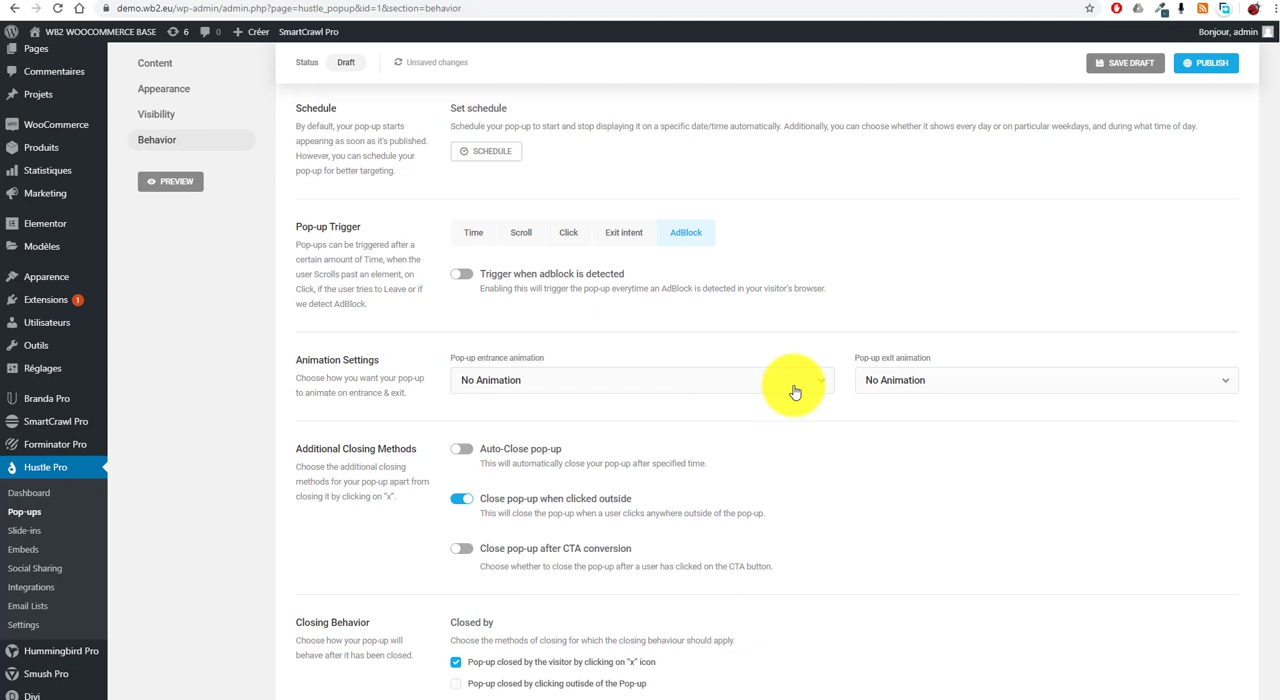 demo.wb2.eu/wp-admin/admin.php?page=hustle_popup&id=1&section=behavior
WB2 WOOCOMMERCE BASE
6
0
Créer
SmartCrawl Pro
Bonjour, admin
Pages
Commentaires
Projets
WooCommerce
Produits
Statistiques
Marketing
Elementor
Modèles
Apparence
Extensions 1
Utilisateurs
Outils
Réglages
Branda Pro
SmartCrawl Pro
Forminator Pro
Hustle Pro
Dashboard
Pop-ups
Slide-ins
Embeds
Social Sharing
Integrations
Email Lists
Settings
Hummingbird Pro
Smush Pro
Divi
Content
Appearance
Visibility
Behavior
PREVIEW
Status
Draft
Unsaved changes
SAVE DRAFT
PUBLISH
Schedule
By default, your pop-up starts
appearing as soon as it's published.
However, you can schedule your
pop-up for better targeting.
Set schedule
Schedule your pop-up to start and stop displaying it on a specific date/time automatically. Additionally, you can choose whether it shows every day or on particular weekdays, and during what time of day.
SCHEDULE
Pop-up Trigger
Pop-ups can be triggered after a
certain amount of Time, when the
user Scrolls past an element, on
Click, if the user tries to Leave or if
we detect AdBlock.
Time
Scroll
Click
Exit intent
AdBlock
Trigger when adblock is detected
Enabling this will trigger the pop-up everytime an AdBlock is detected in your visitor's browser.
Animation Settings
Choose how you want your pop-up
to animate on entrance & exit.
Pop-up entrance animation
No Animation
Pop-up exit animation
No Animation
Additional Closing Methods
Choose the additional closing
methods for your pop-up apart from
closing it by clicking on "x".
Auto-Close pop-up
This will automatically close your pop-up after specified time.
Close pop-up when clicked outside
This will close the pop-up when a user clicks anywhere outside of the pop-up.
Close pop-up after CTA conversion
Choose whether to close the pop-up after a user has clicked on the CTA button.
Closing Behavior
Choose how your pop-up will
behave after it has been closed.
Closed by
Choose the methods of closing for which the closing behaviour should apply.
Pop-up closed by the visitor by clicking on "x" icon
Pop-up closed by clicking outisde of the Pop-up